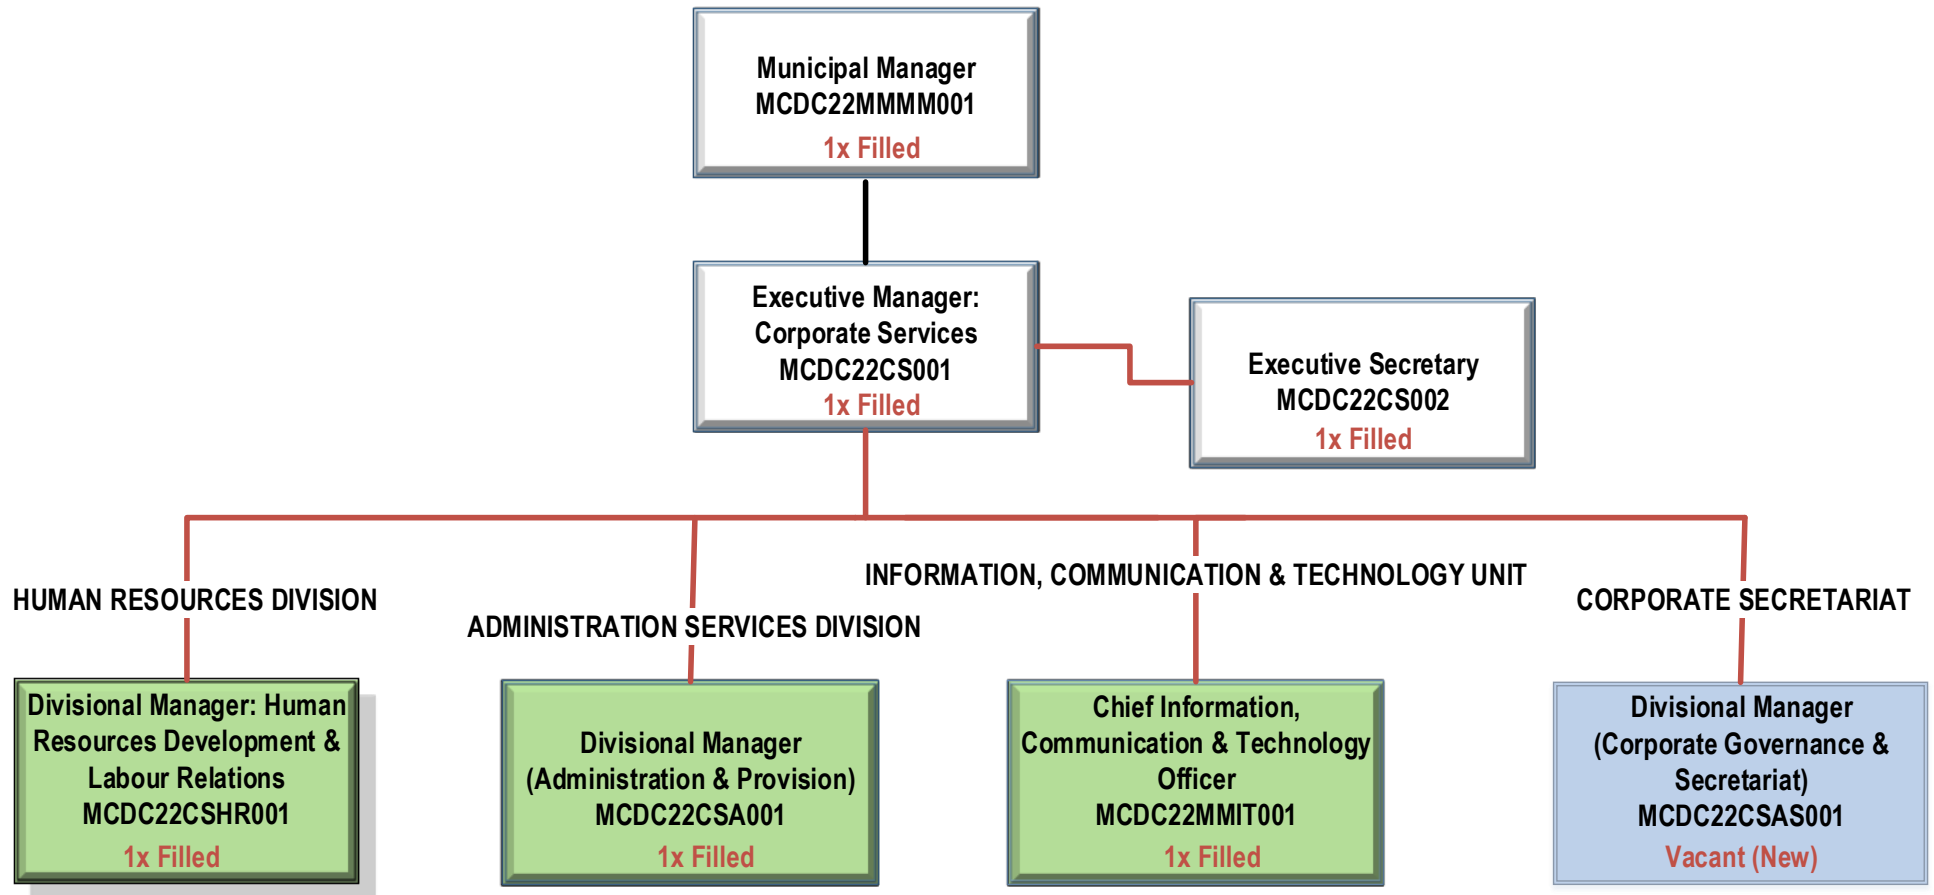 Municipal Manager
MCDC22MMMM001
1x Filled
Executive Manager:
Corporate Services
MCDC22CS001
1x Filled
Executive Secretary
MCDC22CS002
1x Filled
HUMAN RESOURCES DIVISION
ADMINISTRATION SERVICES DIVISION
INFORMATION, COMMUNICATION & TECHNOLOGY UNIT
CORPORATE SECRETARIAT
Divisional Manager: Human
Resources Development &
Labour Relations
MCDC22CSHR001
1x Filled
Divisional Manager
(Administration & Provision)
MCDC22CSA001
1x Filled
Chief Information,
Communication & Technology
Officer
MCDC22MMIT001
1x Filled
Divisional Manager
(Corporate Governance &
Secretariat)
MCDC22CSAS001
Vacant (New)